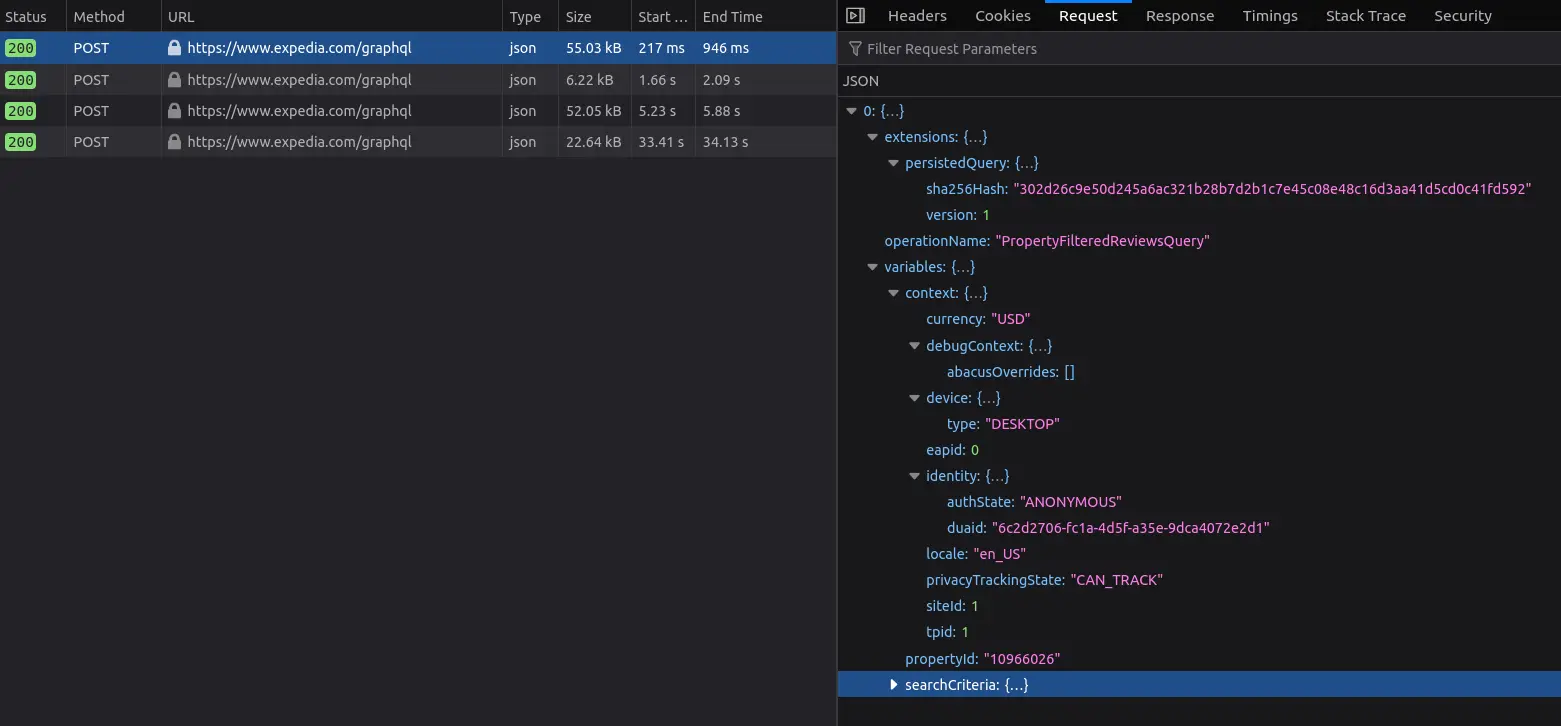 Status Method URL Type Size Start ... End Time
200 POST https://www.expedia.com/graphql json 55.03 kB 217 ms 946 ms
200 POST https://www.expedia.com/graphql json 6.22 kB 1.66 s 2.09 s
200 POST https://www.expedia.com/graphql json 52.05 kB 5.23 s 5.88 s
200 POST https://www.expedia.com/graphql json 22.64 kB 33.41 s 34.13 s
Headers Cookies Request Response Timings Stack Trace Security
Filter Request Parameters
JSON
0: {…}
extensions: {…}
persistedQuery: {…}
sha256Hash: "302d26c9e50d245a6ac321b28b7d2b1c7e45c08e48c16d3aa41d5cd0c41fd592"
version: 1
operationName: "PropertyFilteredReviewsQuery"
variables: {…}
context: {…}
currency: "USD"
debugContext: {…}
abacusOverrides: []
device: {…}
type: "DESKTOP"
eapid: 0
identity: {…}
authState: "ANONYMOUS"
duaid: "6c2d2706-fc1a-4d5f-a35e-9dca4072e2d1"
locale: "en_US"
privacyTrackingState: "CAN_TRACK"
siteId: 1
tpid: 1
propertyId: "10966026"
searchCriteria: {…}